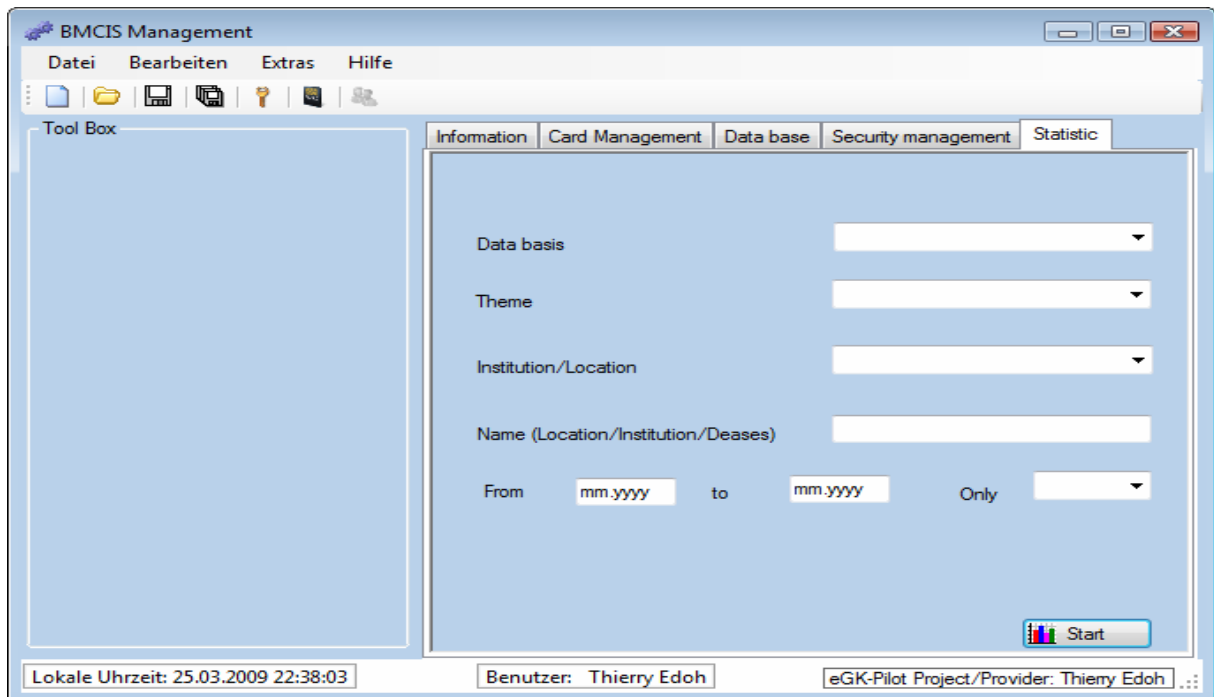 BMCIS Management
Datei Bearbeiten Extras Hilfe
Tool Box
Information Card Management Data base Security management Statistic
Data basis
Theme
Institution/Location
Name (Location/Institution/Deases)
From mm.yyyy to mm.yyyy Only
Start
Lokale Uhrzeit: 25.03.2009 22:38:03 Benutzer: Thierry Edoh eGK-Pilot Project/Provider: Thierry Edoh